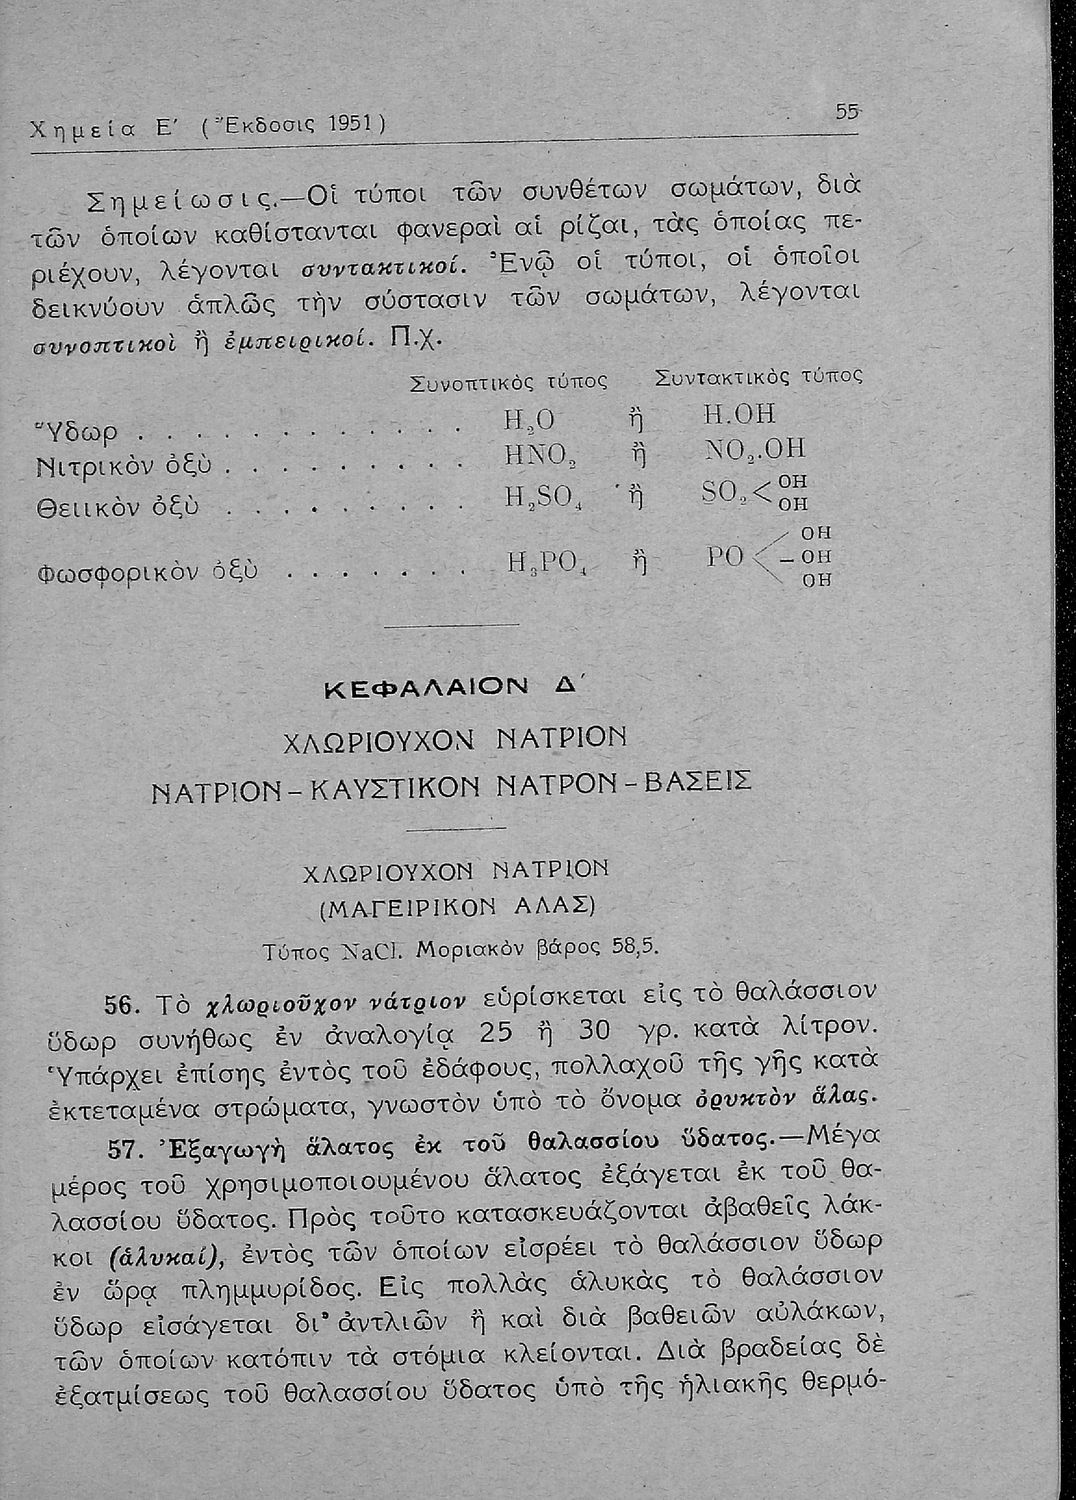 Χημεία Ε΄ (Ἔκδοσις 1951) 55
Σημείωσις.—Οἱ τύποι τῶν συνθέτων σωμάτων, διὰ
τῶν ὁποίων καθίστανται φανεραὶ αἱ ρίζαι, τὰς ὁποίας πε-
ριέχουν, λέγονται συντακτικοί. Ἐνῷ οἱ τύποι, οἱ ὁποῖοι
δεικνύουν ἁπλῶς τὴν σύστασιν τῶν σωμάτων, λέγονται
συνοπτικοὶ ἢ ἐμπειρικοί. Π.χ.
Συνοπτικὸς τύπος Συντακτικὸς τύπος
Ὕδωρ . . . . . . . . . . . . H₂O ἢ H.OH
Νιτρικὸν ὀξὺ . . . . . . . . . HNO₂ ἢ NO₂.OH
Θειικὸν ὀξὺ . . . . . . . . . H₂SO₄ ἢ SO₂< OH
OH
OH
Φωσφορικὸν ὀξὺ . . . . . . . H₃PO₄ ἢ PO < – OH
OH
ΚΕΦΑΛΑΙΟΝ Δ΄
ΧΛΩΡΙΟΥΧΟΝ ΝΑΤΡΙΟΝ
ΝΑΤΡΙΟΝ – ΚΑΥΣΤΙΚΟΝ ΝΑΤΡΟΝ – ΒΑΣΕΙΣ
ΧΛΩΡΙΟΥΧΟΝ ΝΑΤΡΙΟΝ
(ΜΑΓΕΙΡΙΚΟΝ ΑΛΑΣ)
Τύπος NaCl. Μοριακὸν βάρος 58,5.
56. Τὸ χλωριοῦχον νάτριον εὑρίσκεται εἰς τὸ θαλάσσιον
ὕδωρ συνήθως ἐν ἀναλογίᾳ 25 ἢ 30 γρ. κατὰ λίτρον.
Ὑπάρχει ἐπίσης ἐντὸς τοῦ ἐδάφους, πολλαχοῦ τῆς γῆς κατὰ
ἐκτεταμένα στρώματα, γνωστὸν ὑπὸ τὸ ὄνομα ὀρυκτὸν ἅλας.
57. Ἐξαγωγὴ ἅλατος ἐκ τοῦ θαλασσίου ὕδατος.—Μέγα
μέρος τοῦ χρησιμοποιουμένου ἅλατος ἐξάγεται ἐκ τοῦ θα-
λασσίου ὕδατος. Πρὸς τοῦτο κατασκευάζονται ἀβαθεῖς λάκ-
κοι (ἁλυκαί), ἐντὸς τῶν ὁποίων εἰσρέει τὸ θαλάσσιον ὕδωρ
ἐν ὥρᾳ πλημμυρίδος. Εἰς πολλὰς ἁλυκὰς τὸ θαλάσσιον
ὕδωρ εἰσάγεται δι᾽ ἀντλιῶν ἢ καὶ διὰ βαθειῶν αὐλάκων,
τῶν ὁποίων κατόπιν τὰ στόμια κλείονται. Διὰ βραδείας δὲ
ἐξατμίσεως τοῦ θαλασσίου ὕδατος ὑπὸ τῆς ἡλιακῆς θερμό-